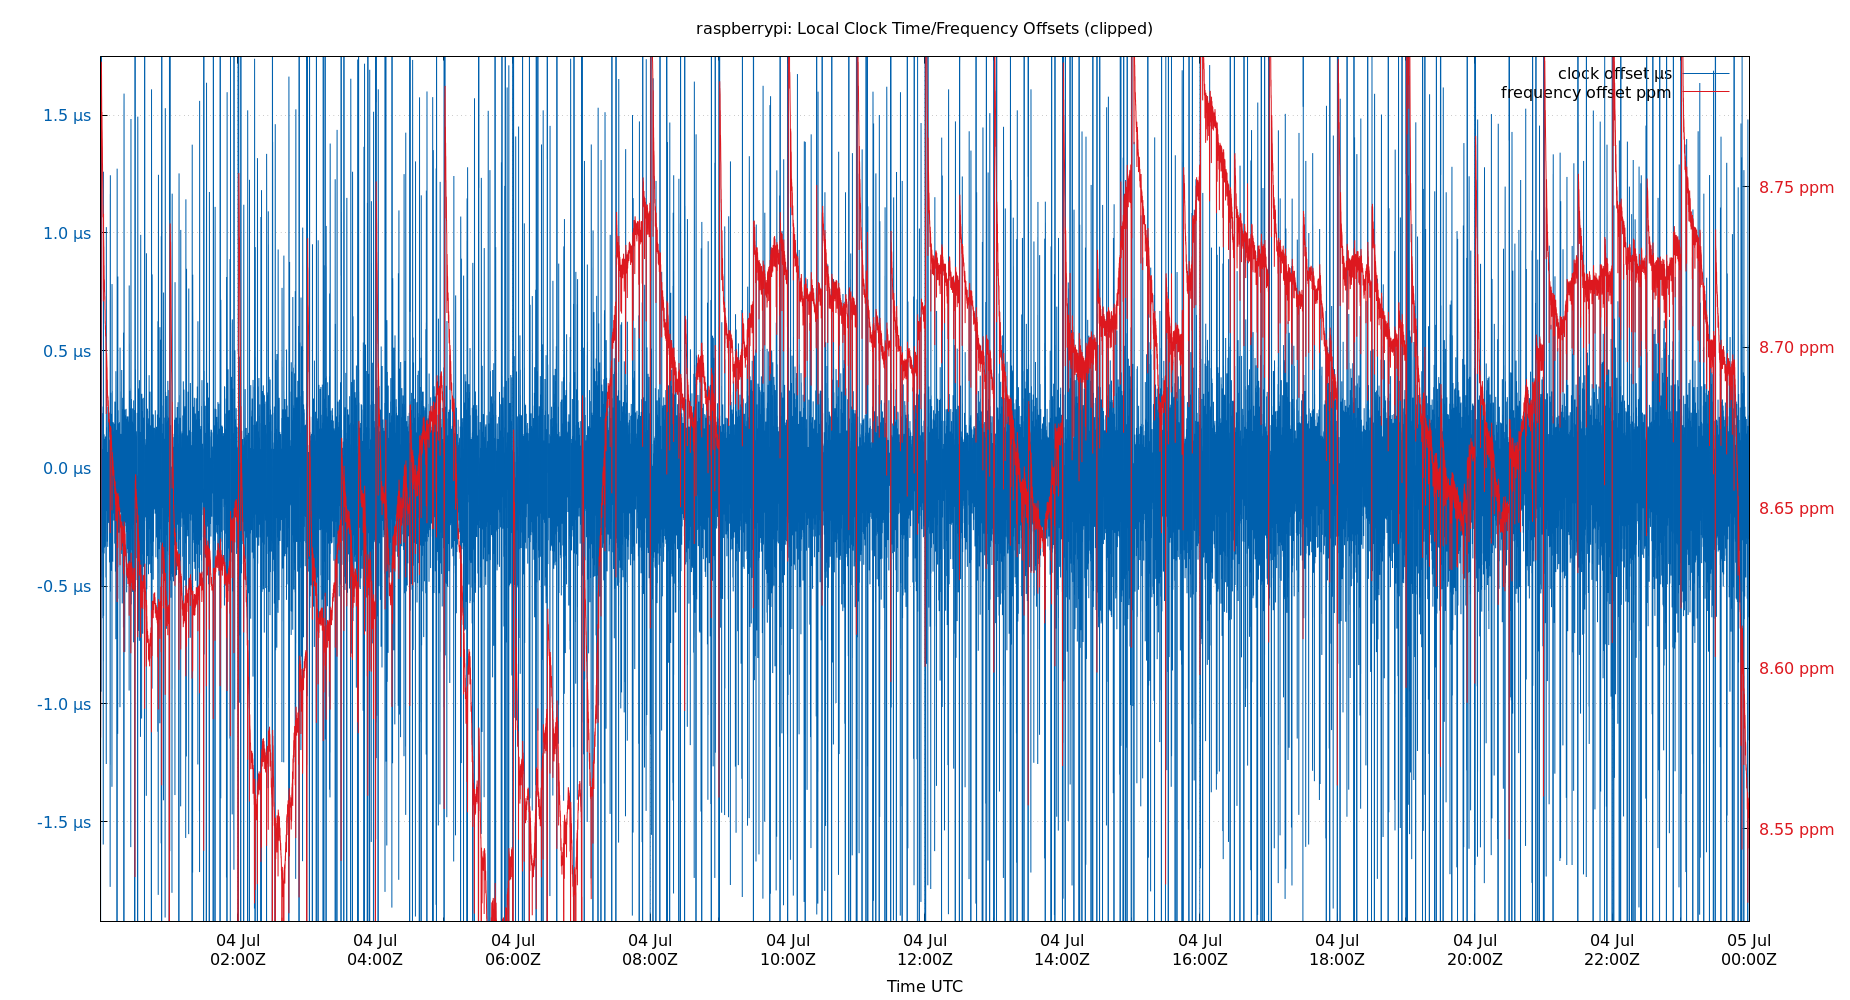 raspberrypi: Local Clock Time/Frequency Offsets (clipped)
clock offset µs
frequency offset ppm
1.5 µs
1.0 µs
0.5 µs
0.0 µs
-0.5 µs
-1.0 µs
-1.5 µs
8.75 ppm
8.70 ppm
8.65 ppm
8.60 ppm
8.55 ppm
04 Jul 04 Jul 04 Jul 04 Jul 04 Jul 04 Jul 04 Jul 04 Jul 04 Jul 04 Jul 04 Jul 05 Jul
02:00Z 04:00Z 06:00Z 08:00Z 10:00Z 12:00Z 14:00Z 16:00Z 18:00Z 20:00Z 22:00Z 00:00Z
Time UTC